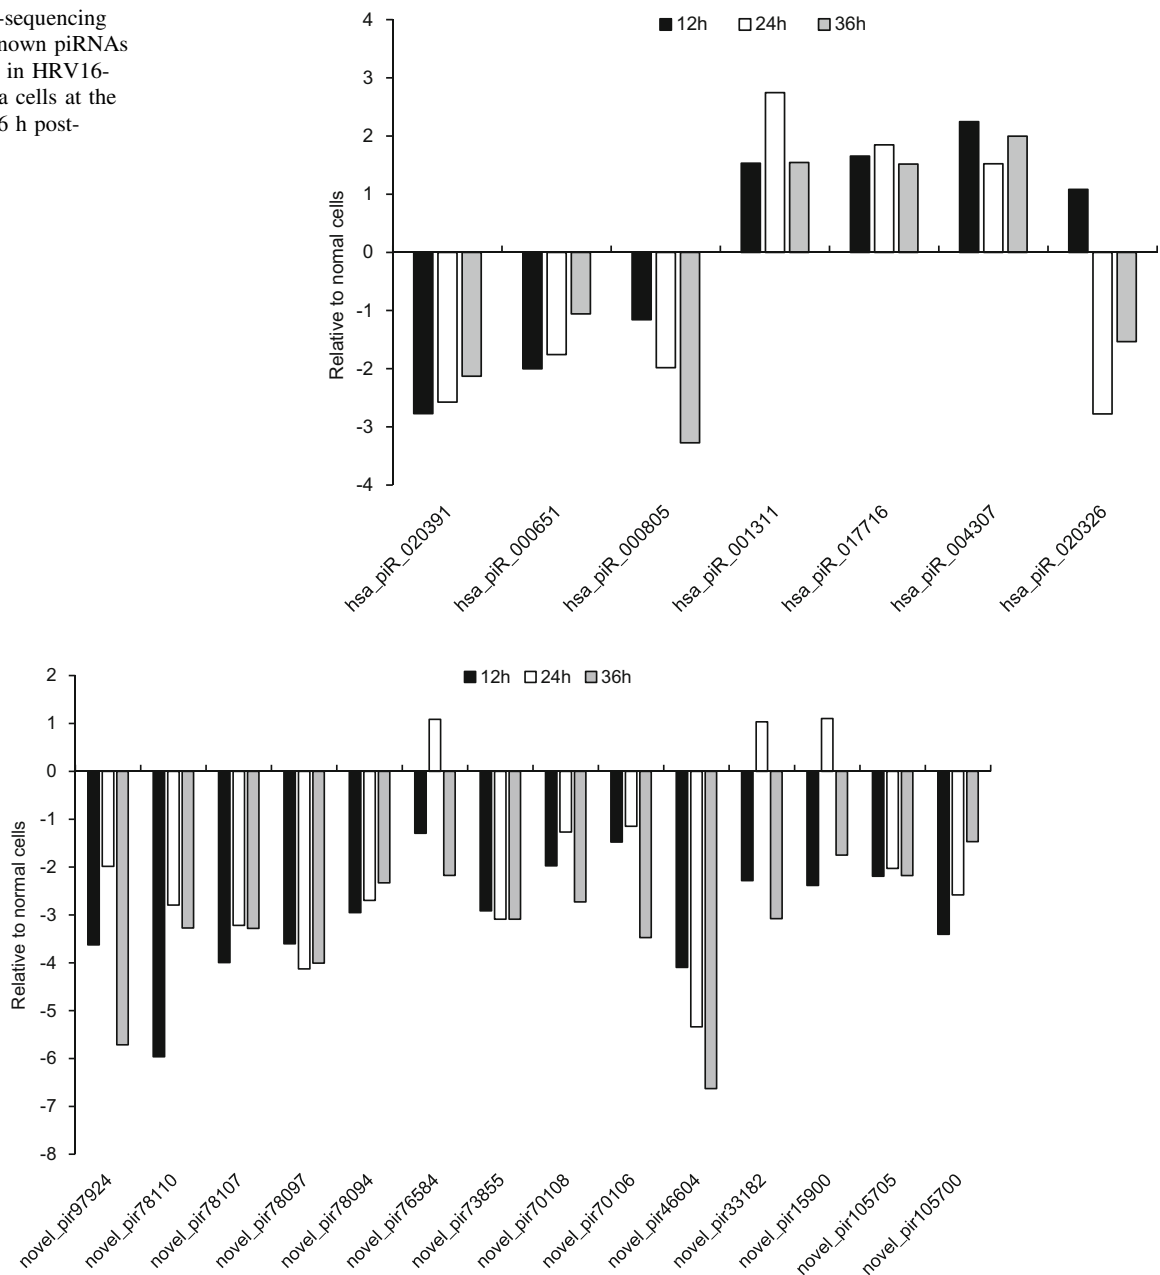 -sequencing
nown piRNAs
in HRV16-
a cells at the
6 h post-
12h 24h 36h
4
3
2
1
0
-1
-2
-3
-4
Relative to nomal cells
hsa_piR_020391
hsa_piR_000651
hsa_piR_000805
hsa_piR_001311
hsa_piR_017716
hsa_piR_004307
hsa_piR_020326
12h 24h 36h
2
1
0
-1
-2
-3
-4
-5
-6
-7
-8
Relative to normal cells
novel_pir97924
novel_pir78110
novel_pir78107
novel_pir78097
novel_pir78094
novel_pir76584
novel_pir73855
novel_pir70108
novel_pir70106
novel_pir46604
novel_pir33182
novel_pir15900
novel_pir105705
novel_pir105700